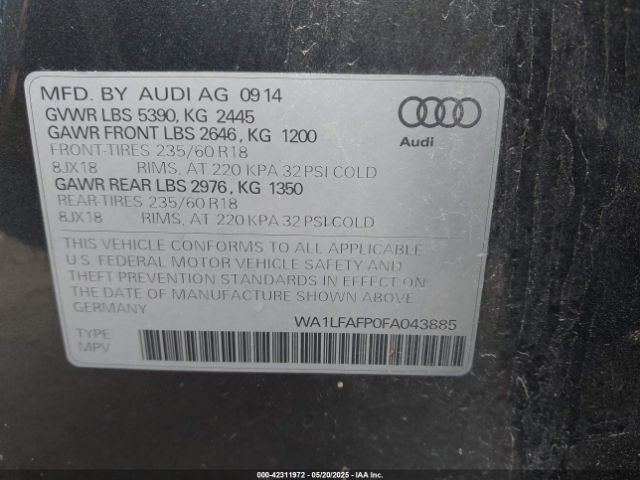 MFD. BY AUDI AG 09 14
GVWR LBS 5390, KG 2445
GAWR FRONT LBS 2646, KG 1200
FRONT-TIRES 235/60 R18
8JX18 RIMS, AT 220 KPA 32 PSI COLD
GAWR REAR LBS 2976, KG 1350
REAR-TIRES 235/60 R18
8JX18 RIMS, AT 220 KPA 32 PSI COLD
Audi
THIS VEHICLE CONFORMS TO ALL APPLICABLE
U.S. FEDERAL MOTOR VEHICLE SAFETY AND
THEFT PREVENTION STANDARDS IN EFFECT ON
THE DATE OF MANUFACTURE SHOWN ABOVE
GERMANY
WA1LFAFP0FA043885
TYPE
MPV
000-42311972 - 05/20/2025 - IAAI Inc.